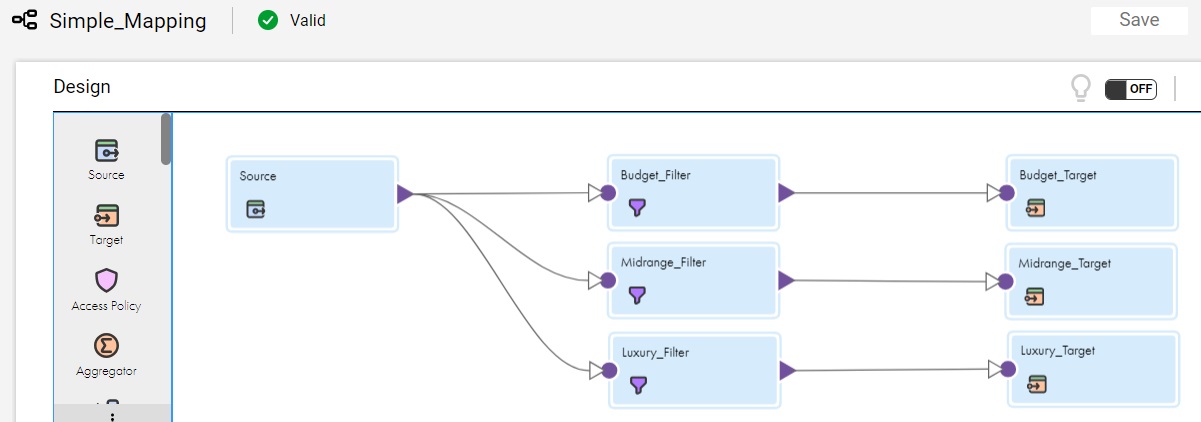 Simple_Mapping
Valid
Save
Design
OFF
Source
Target
Access Policy
Aggregator
Source
Budget_Filter
Budget_Target
Midrange_Filter
Midrange_Target
Luxury_Filter
Luxury_Target